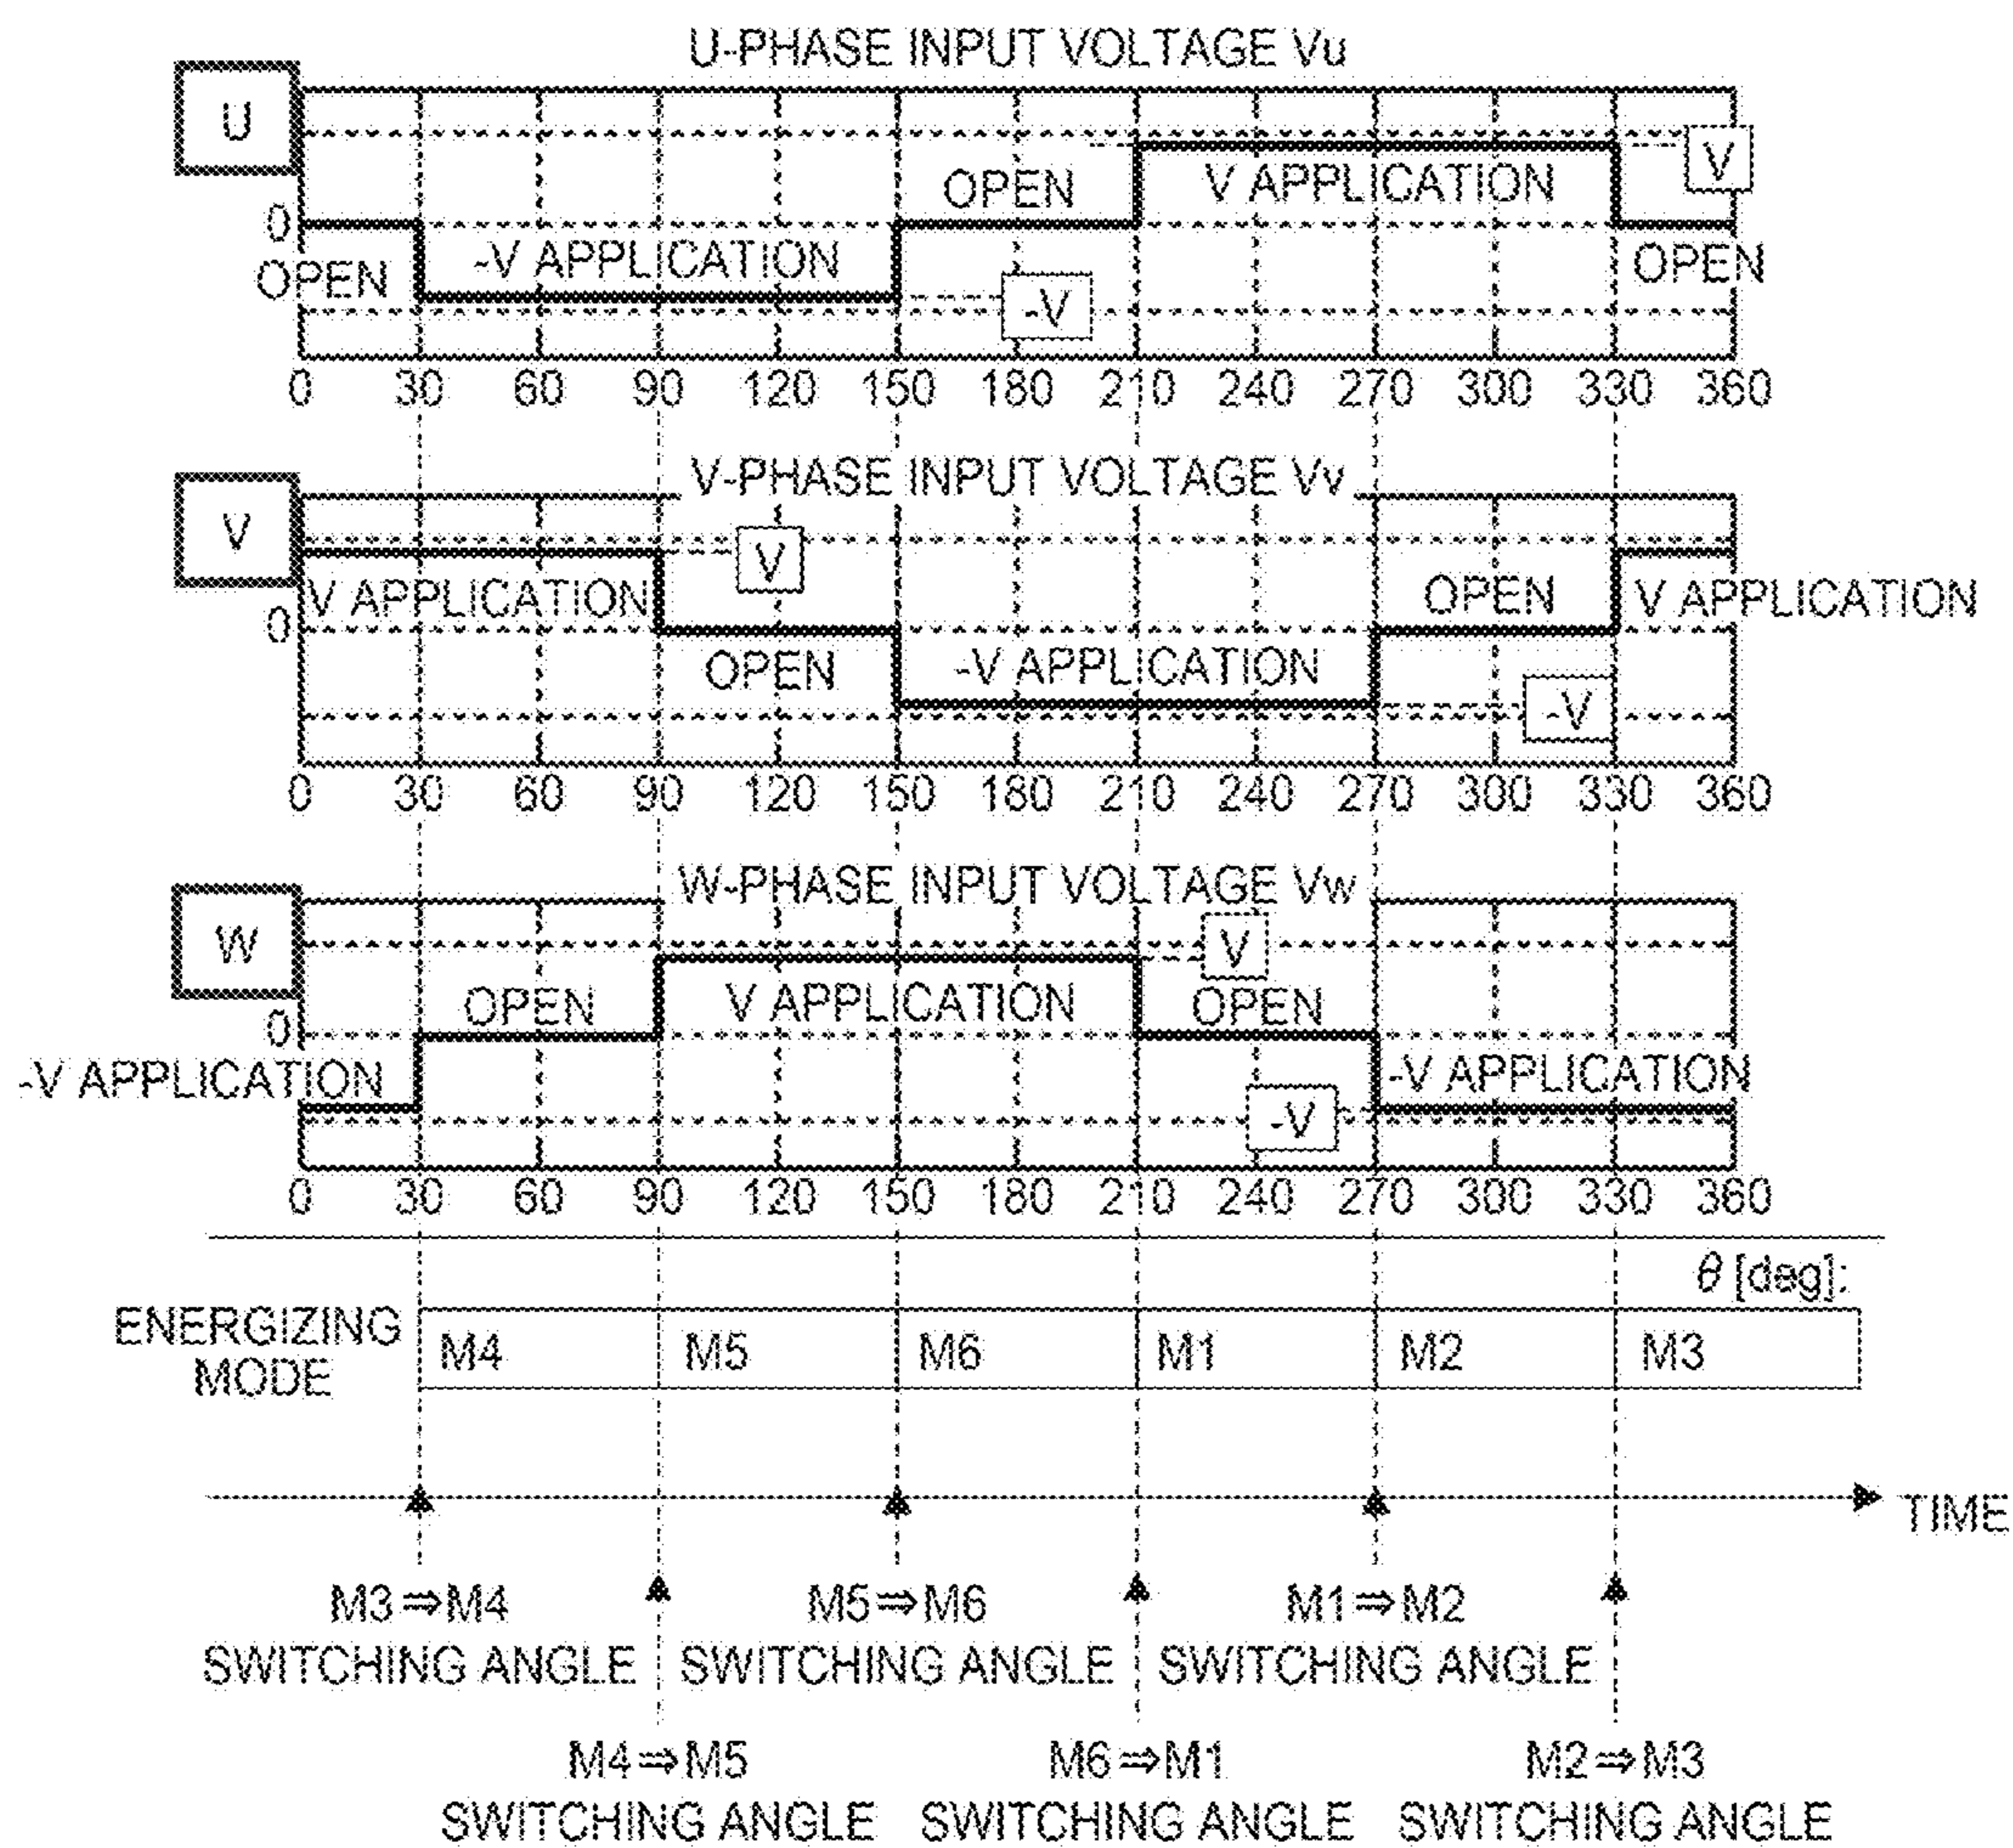 U-PHASE INPUT VOLTAGE Vu
U
V
OPEN
V APPLICATION
0
-V APPLICATION
OPEN
OPEN
-V
0 30 60 90 120 150 180 210 240 270 300 330 360
V-PHASE INPUT VOLTAGE Vv
V
V
V APPLICATION
OPEN
V APPLICATION
0
OPEN
-V APPLICATION
-V
0 30 60 90 120 150 180 210 240 270 300 330 360
W-PHASE INPUT VOLTAGE Vw
W
V
OPEN
V APPLICATION
OPEN
0
-V APPLICATION
-V APPLICATION
-V
0 30 60 90 120 150 180 210 240 270 300 330 360
θ [deg]:
ENERGIZING
MODE
M4 M5 M6 M1 M2 M3
TIME
M3⇒M4
SWITCHING ANGLE
M5⇒M6
SWITCHING ANGLE
M1⇒M2
SWITCHING ANGLE
M4⇒M5
SWITCHING ANGLE
M6⇒M1
SWITCHING ANGLE
M2⇒M3
SWITCHING ANGLE